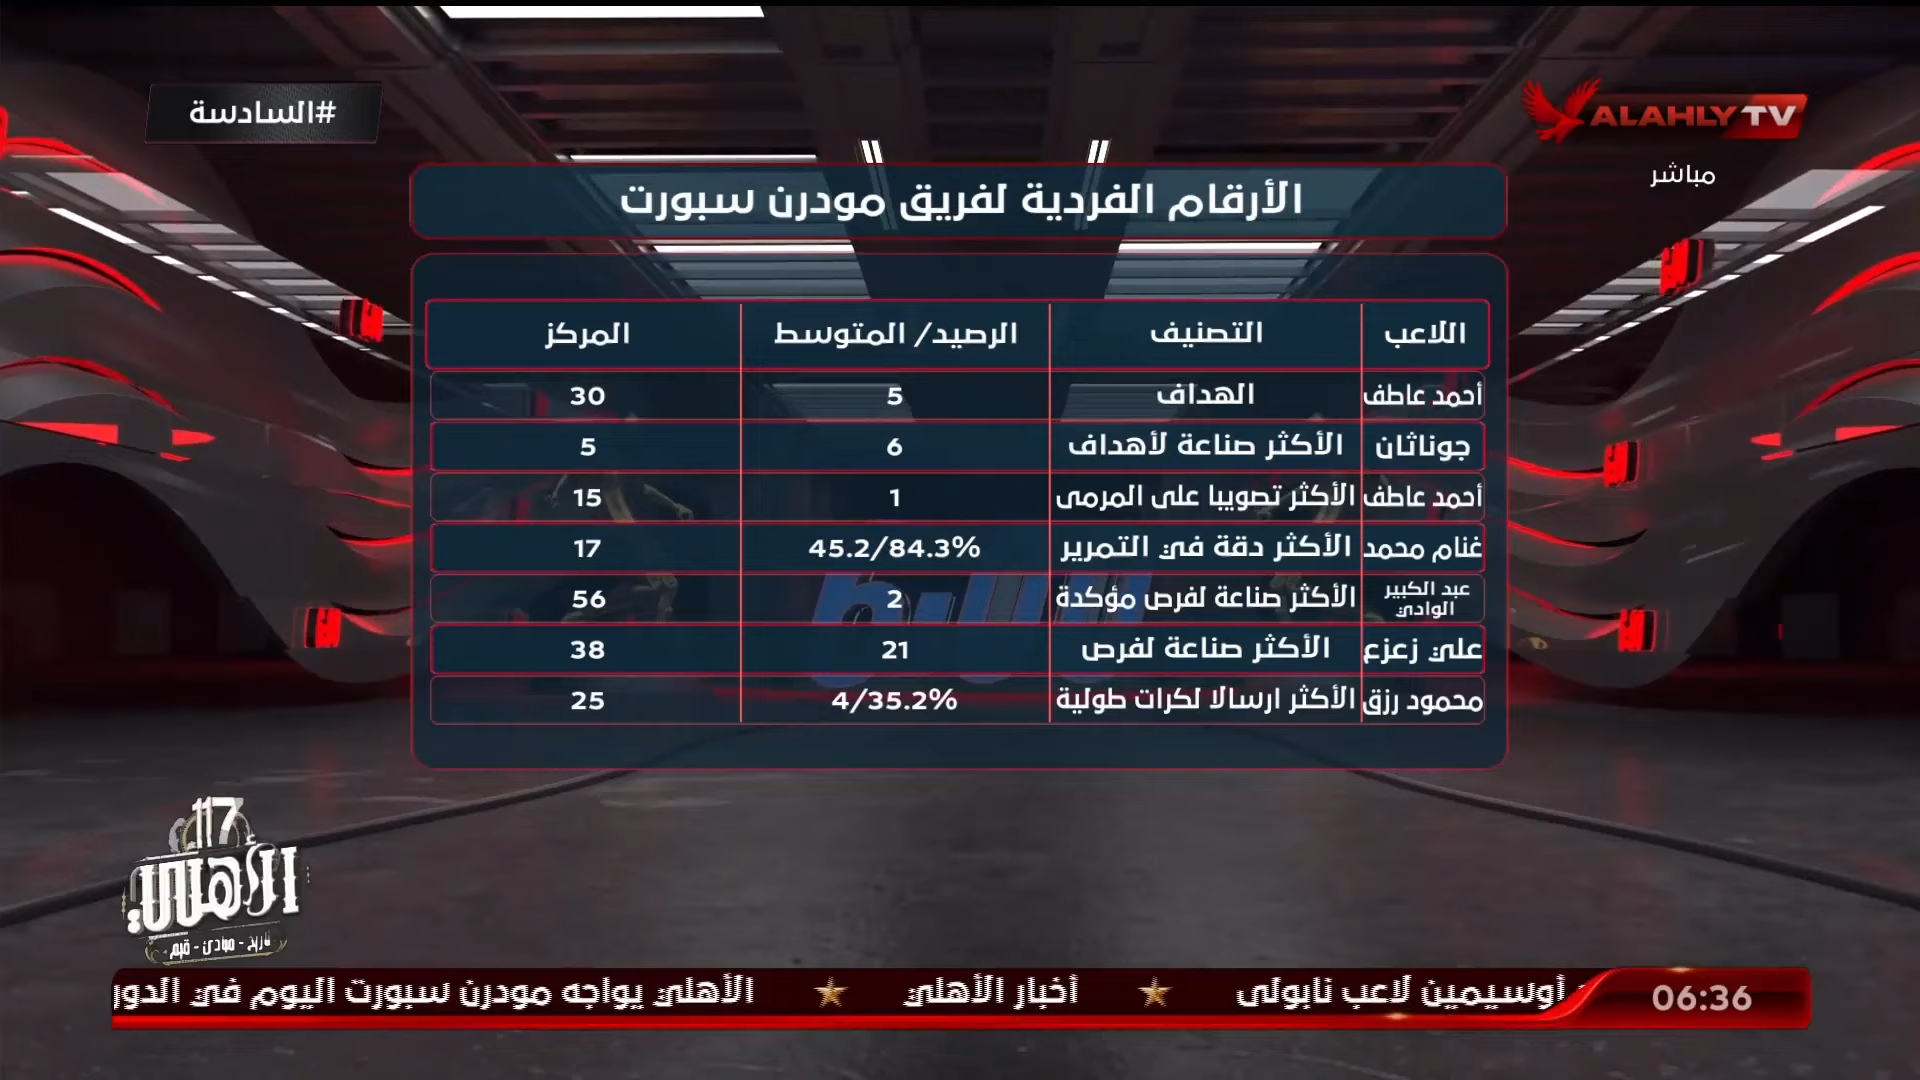 #السادسة
ALAHLY TV
مباشر
الأرقام الفردية لفريق مودرن سبورت
اللاعب التصنيف الرصيد/ المتوسط المركز
أحمد عاطف الهداف 5 30
جوناثان الأكثر صناعة لأهداف 6 5
أحمد عاطف الأكثر تصويبا على المرمى 1 15
غنام محمد الأكثر دقة في التمرير 45.2/84.3% 17
عبد الكبير الوادي الأكثر صناعة لفرص مؤكدة 2 56
علي زعزع الأكثر صناعة لفرص 21 38
محمود رزق الأكثر ارسالا لكرات طولية 4/35.2% 25
117
الأهلي
تاريخ - مبادئ - قيم
أوسيمين لاعب نابولى ★ أخبار الأهلي ★ الأهلي يواجه مودرن سبورت اليوم في الدور
06:36